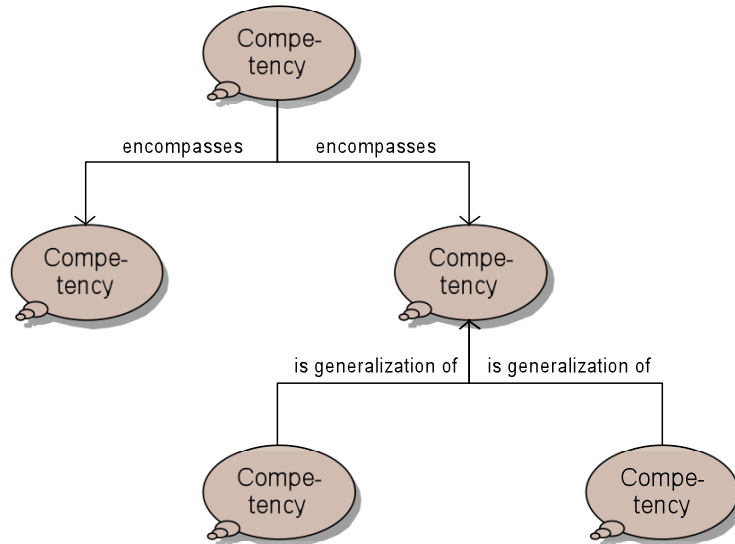 Compe-
tency
encompasses
encompasses
Compe-
tency
Compe-
tency
is generalization of
is generalization of
Compe-
tency
Compe-
tency